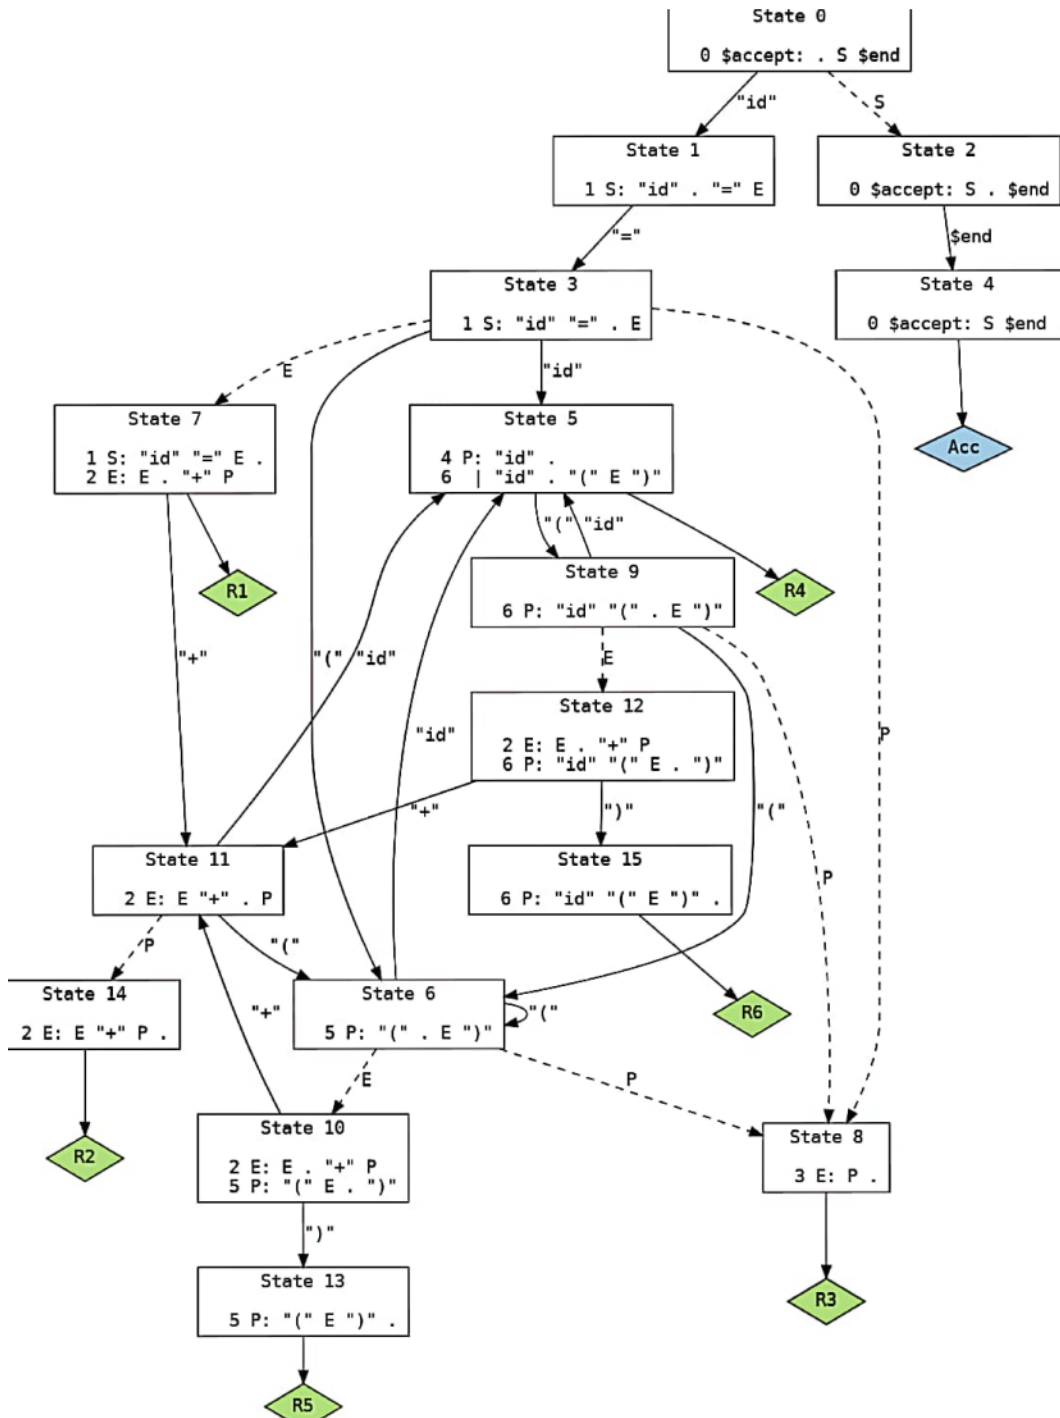 State 0
0 $accept: . S $end
"id"
S
State 1
1 S: "id" . "=" E
State 2
0 $accept: S . $end
"="
$end
State 3
1 S: "id" "=" . E
State 4
0 $accept: S $end
E
"id"
State 7
1 S: "id" "=" E .
2 E: E . "+" P
State 5
4 P: "id" .
6 | "id" . "(" E ")"
Acc
"("
"id"
State 9
6 P: "id" "(" . E ")"
R1
R4
"+"
"("
"id"
E
State 12
2 E: E . "+" P
6 P: "id" "(" E . ")"
"id"
P
"+"
")"
"("
State 11
2 E: E "+" . P
State 15
6 P: "id" "(" E ")" .
P
P
"("
State 14
2 E: E "+" P .
"+"
State 6
5 P: "(" . E ")"
"("
R6
E
P
State 10
2 E: E . "+" P
5 P: "(" E . ")"
State 8
3 E: P .
R2
")"
State 13
5 P: "(" E ")" .
R3
R5